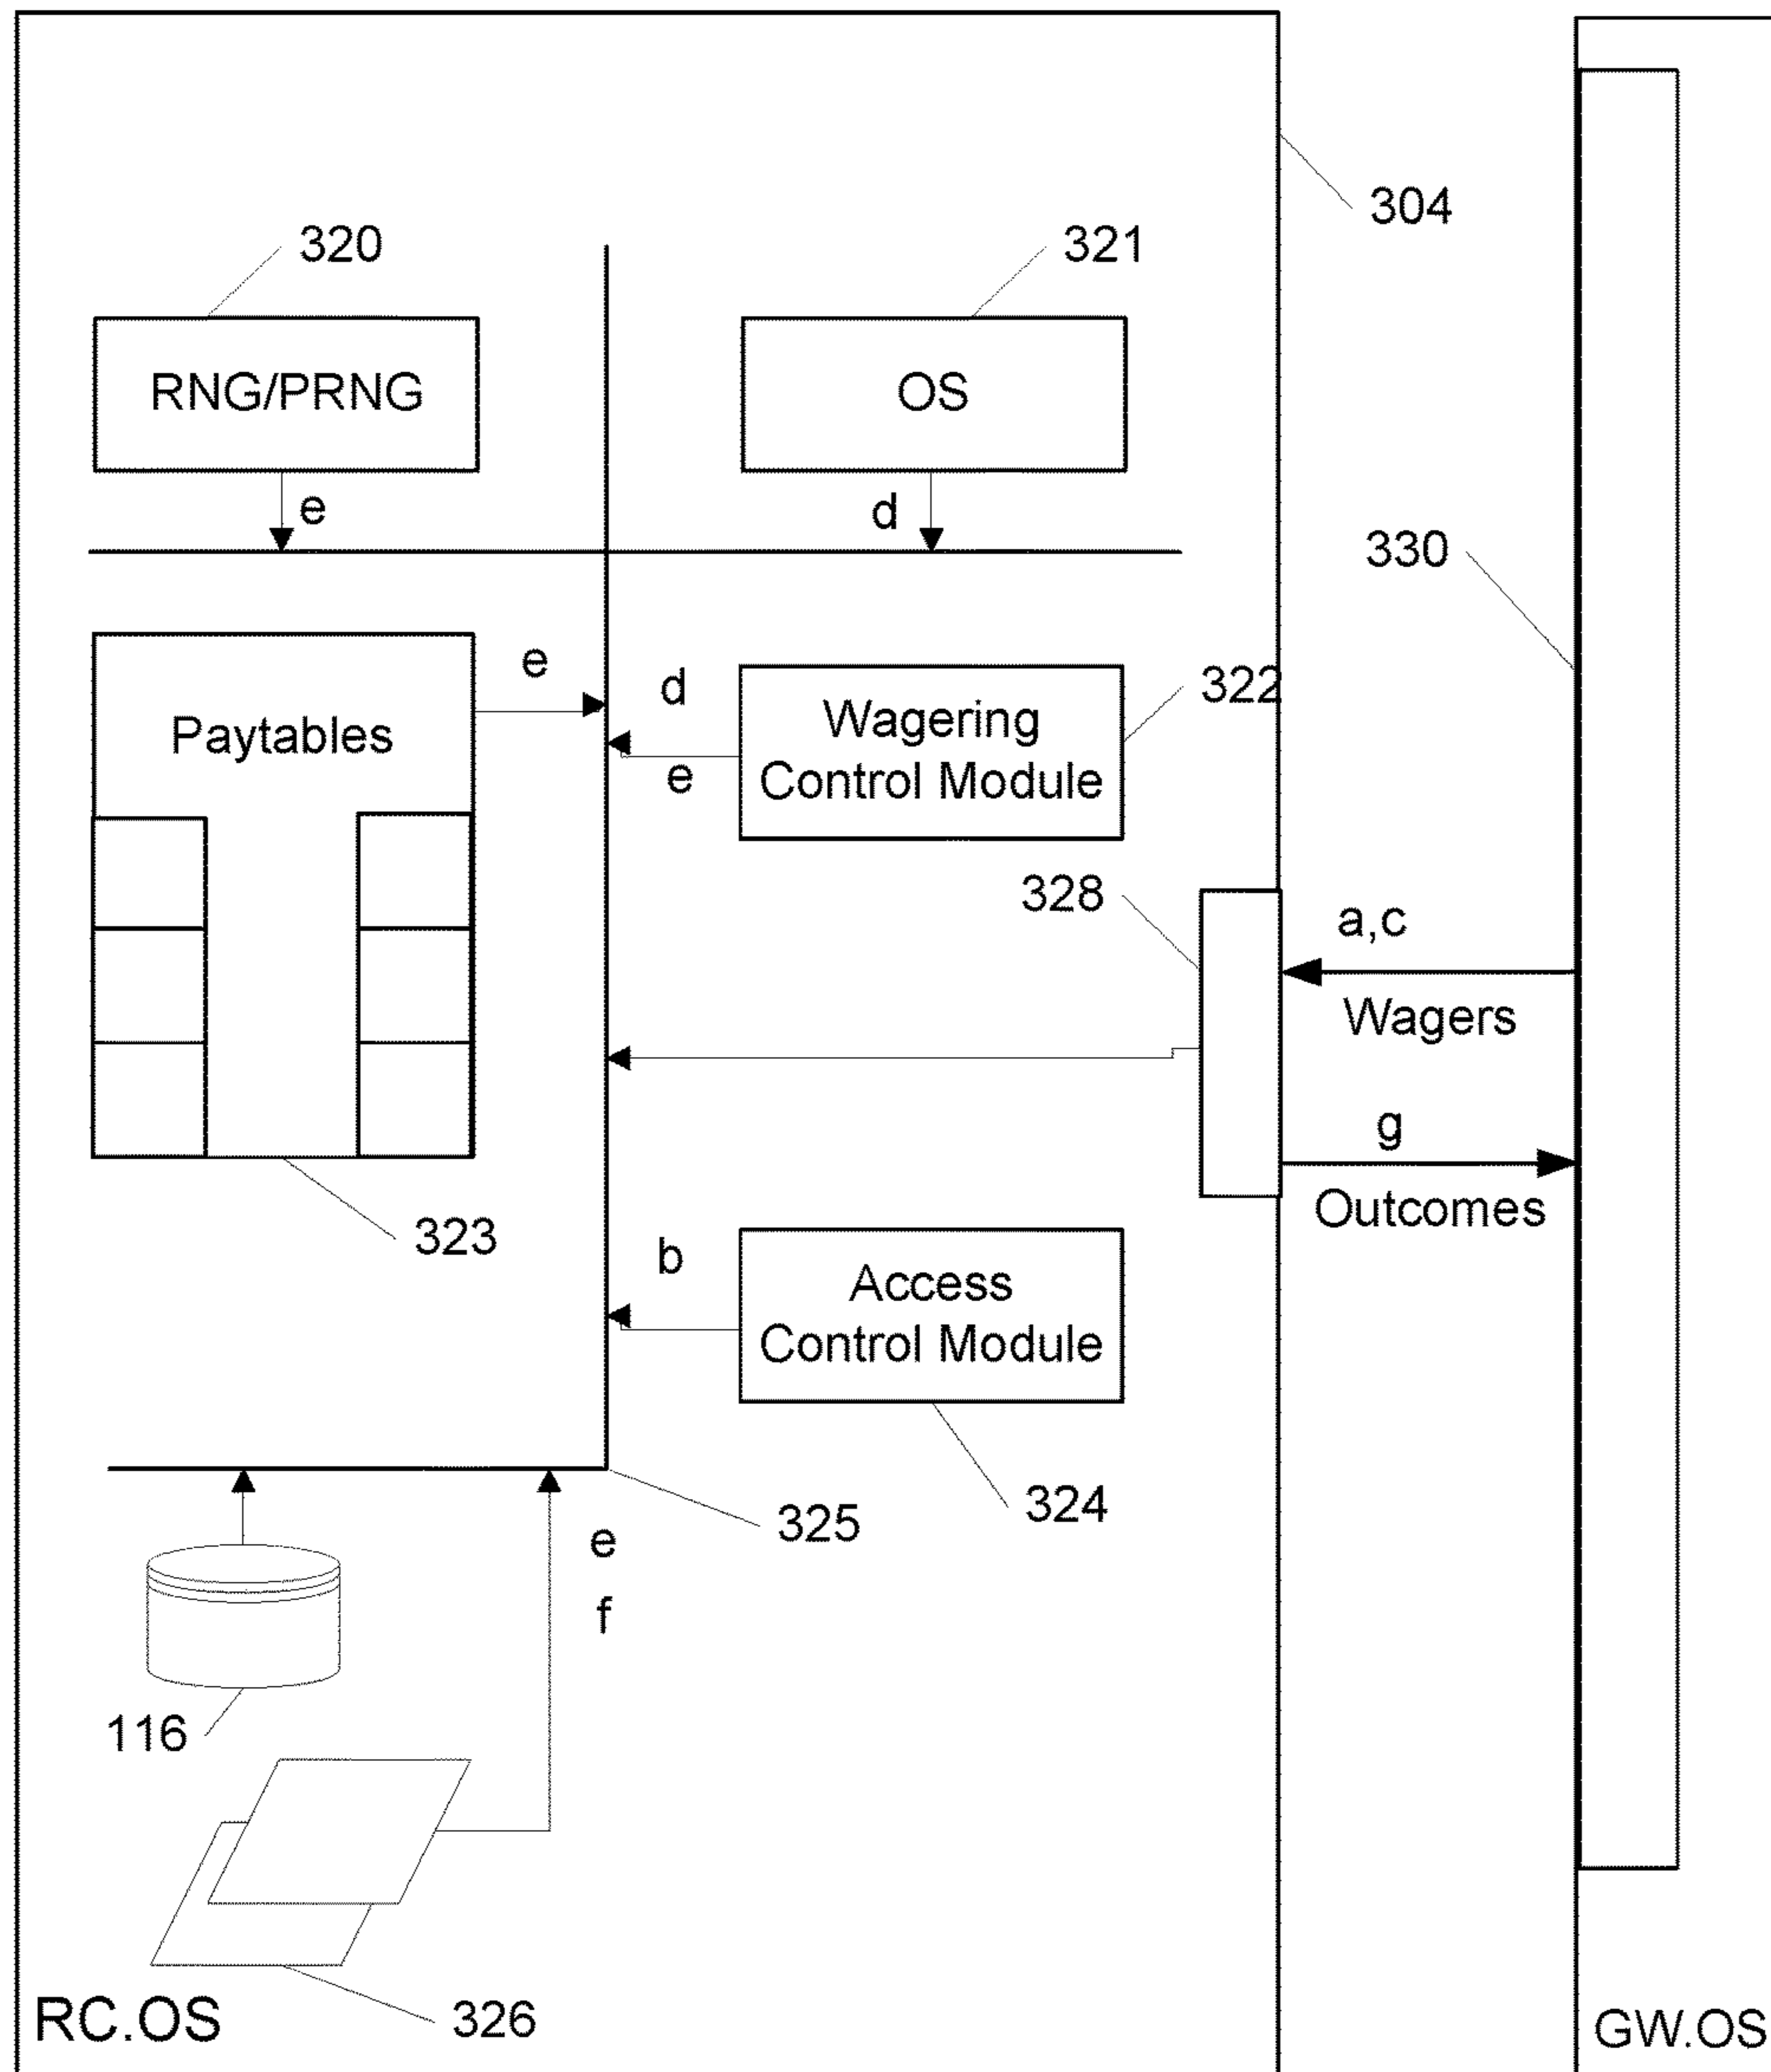 304
320
321
RNG/PRNG
OS
e
d
330
e
d
322
Wagering
Control Module
Paytables
e
328
a,c
Wagers
g
Outcomes
323
b
Access
Control Module
324
325
e
f
116
326
RC.OS
GW.OS